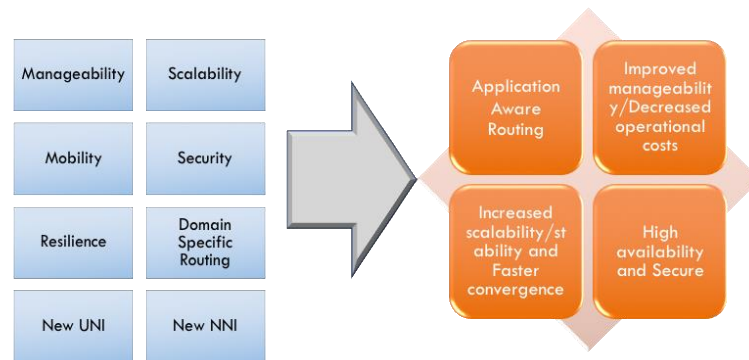 Manageability
Scalability
Mobility
Security
Resilience
Domain
Specific
Routing
New UNI
New NNI
Application
Aware
Routing
Improved
manageabilit
y/Decreased
operational
costs
Increased
scalability/st
ability and
Faster
convergence
High
availability
and Secure